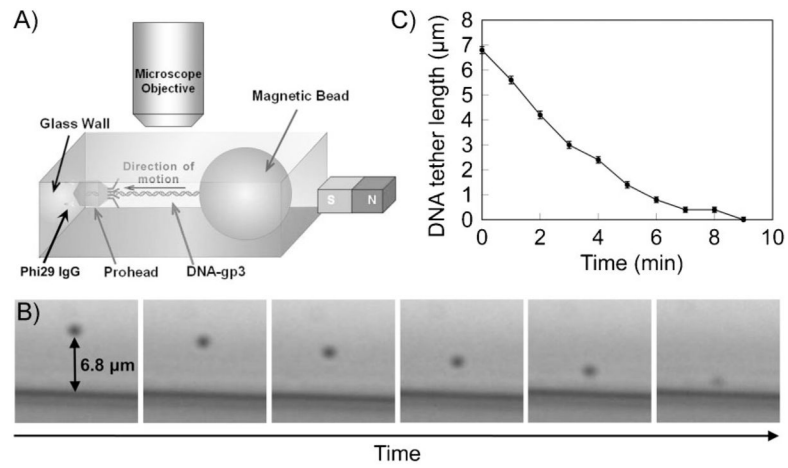 A)
Microscope
Objective
Magnetic Bead
Glass Wall
Direction of
motion
S N
Phi29 IgG
Prohead
DNA-gp3
C)
DNA tether length (μm)
8
7
6
5
4
3
2
1
0
0 2 4 6 8 10
Time (min)
B)
6.8 μm
Time